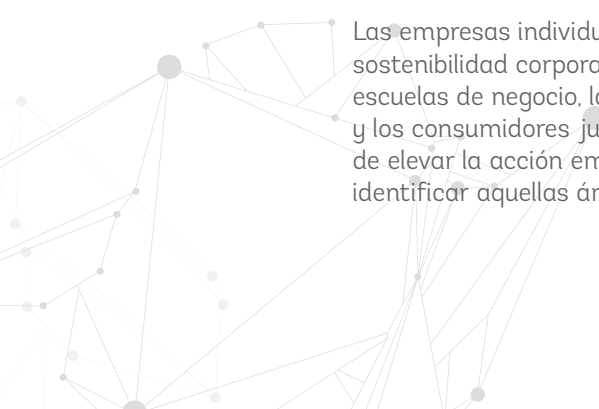 Las empresas
sostenibilidad
escuelas de negocio,
y los consumidores
de elevar la acción
identificar aquellas